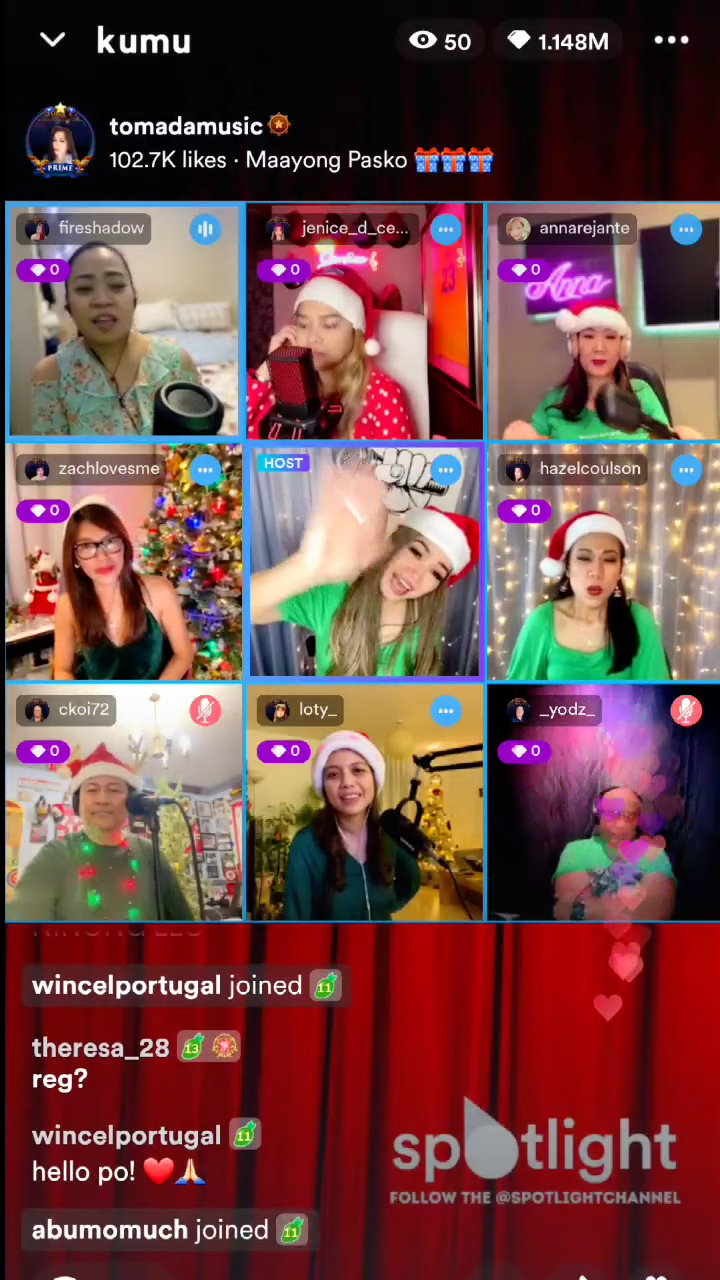 kumu
50
1.148M
tomadamusic
PRIME
102.7K likes · Maayong Pasko 🎁🎁🎁
fireshadow
0
jenice_d_ce...
0
annarejante
0
Anna
zachlovesme
0
HOST
hazelcoulson
0
ckoi72
0
loty_
0
_yodz_
0
wincelportugal joined 11
theresa_28 13
reg?
wincelportugal 11
hello po! ❤️🙏
abumomuch joined 11
spotlight
FOLLOW THE @SPOTLIGHTCHANNEL